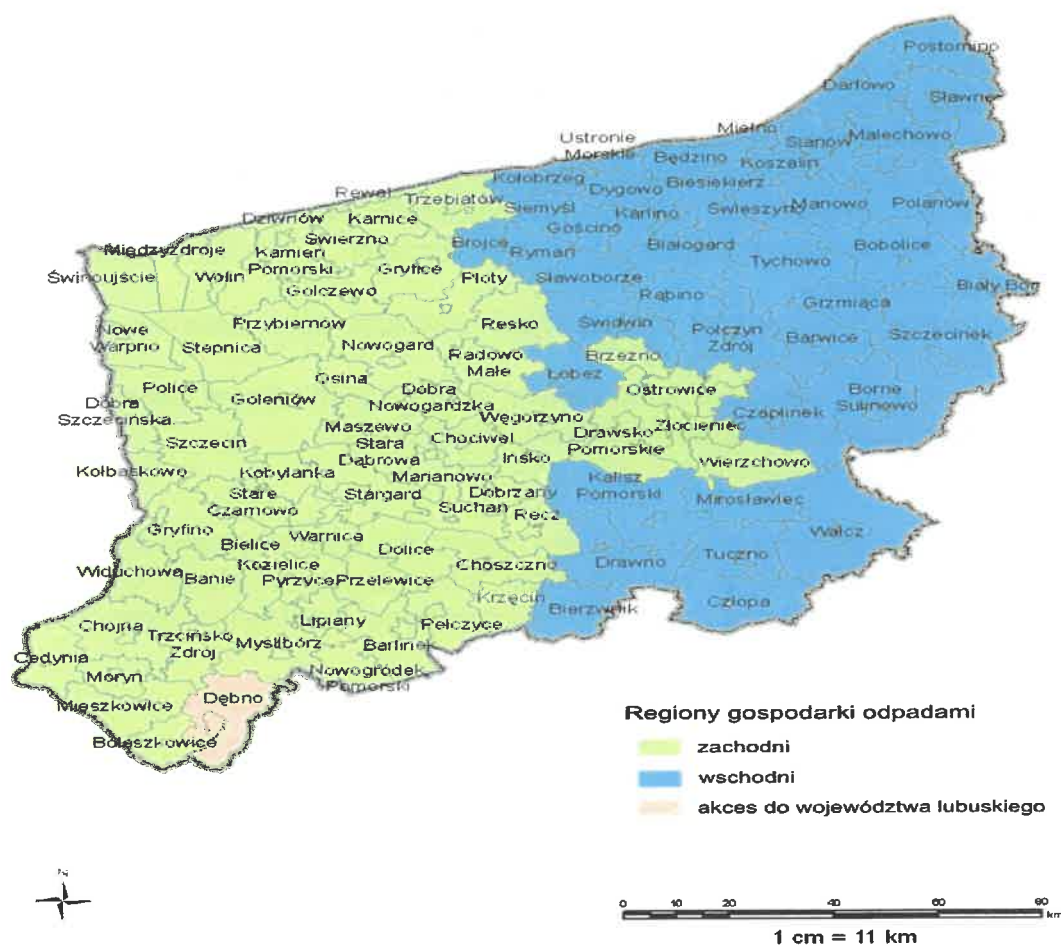 Postomino
Darłowo
Sławno
Mielno
Ustronie
Morskie
Sianów
Malechowo
Będzino
Koszalin
Kołobrzeg
Dygowo
Biesiekierz
Rewal
Trzebiatów
Siemyśl
Karlino
Świeszyno
Manowo
Polanów
Dziwnów
Karnice
Gościno
Świerzno
Międzyzdroje
Kamień
Pomorski
Brojce
Rymań
Białogard
Bobolice
Tychowo
Świnoujście
Wolin
Gryfice
Płoty
Sławoborze
Golczewo
Rąbino
Grzmiąca
Biały Bór
Przybiernów
Resko
Świdwin
Połczyn
Zdrój
Barwice
Szczecinek
Nowe
Warpno
Stepnica
Nowogard
Radowo
Małe
Brzeżno
Łobez
Osina
Dobra
Nowogardzka
Ostrowice
Borne
Sulinowo
Police
Goleniów
Dobra
Szczecińska
Węgorzyno
Czaplinek
Maszewo
Złocieniec
Szczecin
Stara
Dąbrowa
Chociwel
Drawsko
Pomorskie
Ińsko
Wierzchowo
Kołbaskowo
Kobylanka
Marianowo
Kalisz
Pomorski
Stare
Czarnowo
Stargard
Dobrzany
Suchań
Mirosławiec
Recz
Gryfino
Warnice
Wałcz
Bielice
Dolice
Tuczno
Widuchowa
Kozielice
Choszczno
Drawno
Banie
Pyrzyce
Przelewice
Krzęcin
Bierzwnik
Człopa
Lipiany
Pełczyce
Chojna
Trzcińsko
Zdrój
Myślibórz
Barlinek
Cedynia
Moryń
Nowogródek
Pomorski
Dębno
Mieszkowice
Boleszkowice
Regiony gospodarki odpadami
zachodni
wschodni
akces do województwa lubuskiego
N
0 10 20 40 60 80 km
1 cm = 11 km